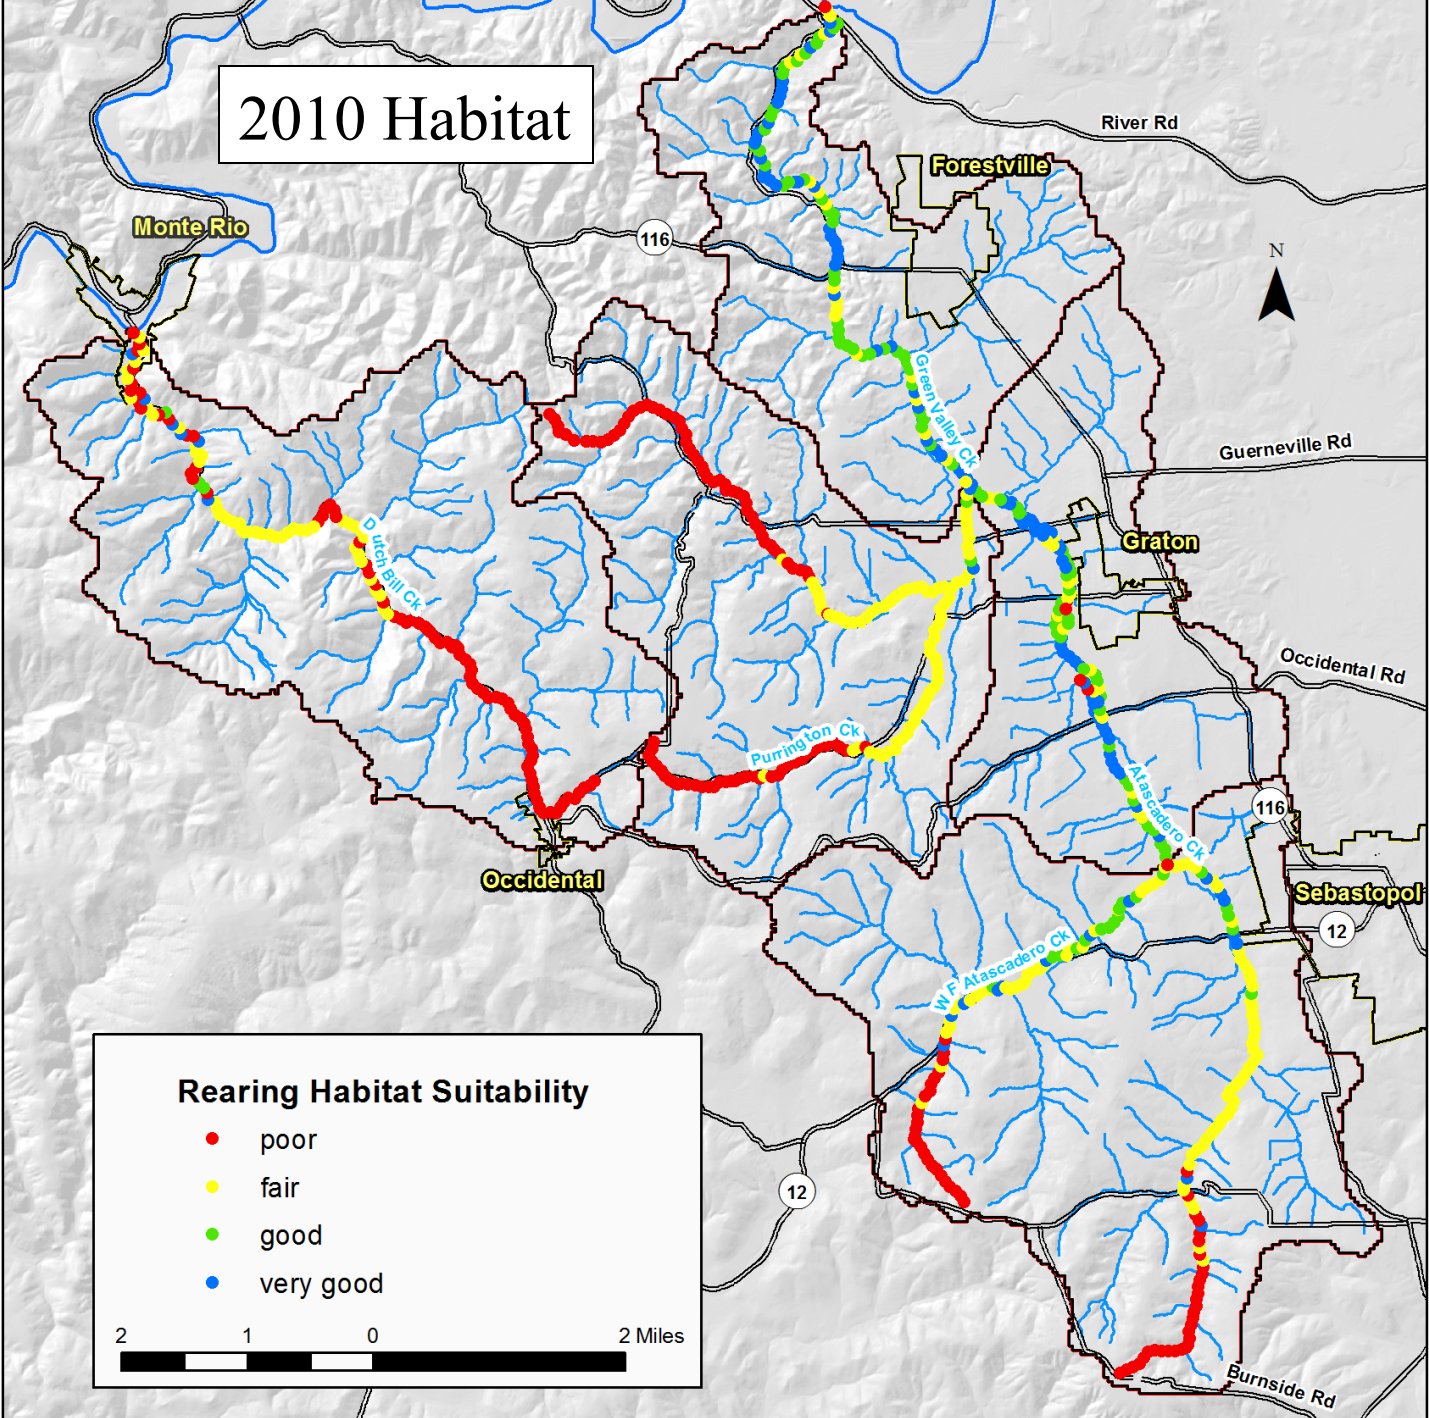 2010 Habitat
River Rd
Forestville
Monte Rio
116
N
Green Valley Ck
Guerneville Rd
Graton
Dutch Bill Ck
Occidental Rd
Purrington Ck
Atascadero Ck
116
Occidental
Sebastopol
12
W F Atascadero Ck
Rearing Habitat Suitability
poor
fair
good
very good
12
2 1 0 2 Miles
Burnside Rd